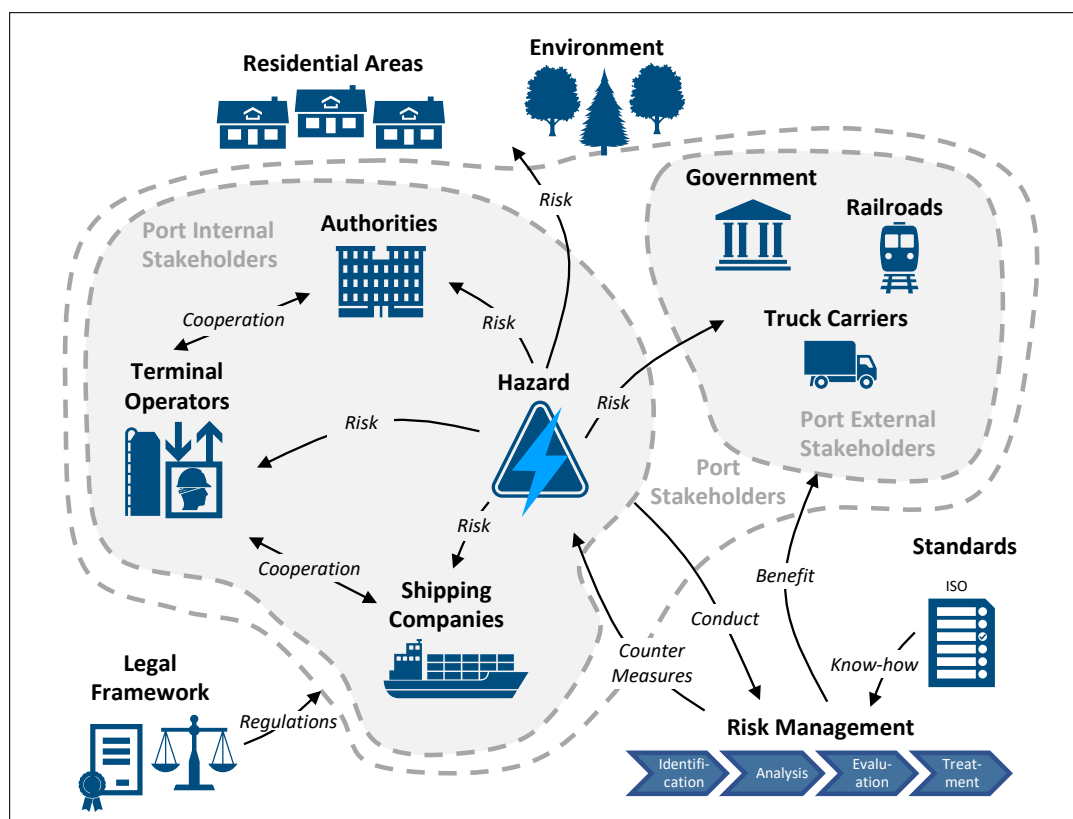 Environment
Residential Areas
Government
Railroads
Port Internal
Stakeholders
Authorities
Risk
Cooperation
Risk
Truck Carriers
Terminal
Operators
Hazard
Risk
Risk
Port External
Stakeholders
Port
Stakeholders
Risk
Standards
ISO
Cooperation
Benefit
Shipping
Companies
Conduct
Counter
Measures
Know-how
Legal
Framework
Regulations
Risk Management
Identifi-
cation
Analysis
Evalu-
ation
Treat-
ment